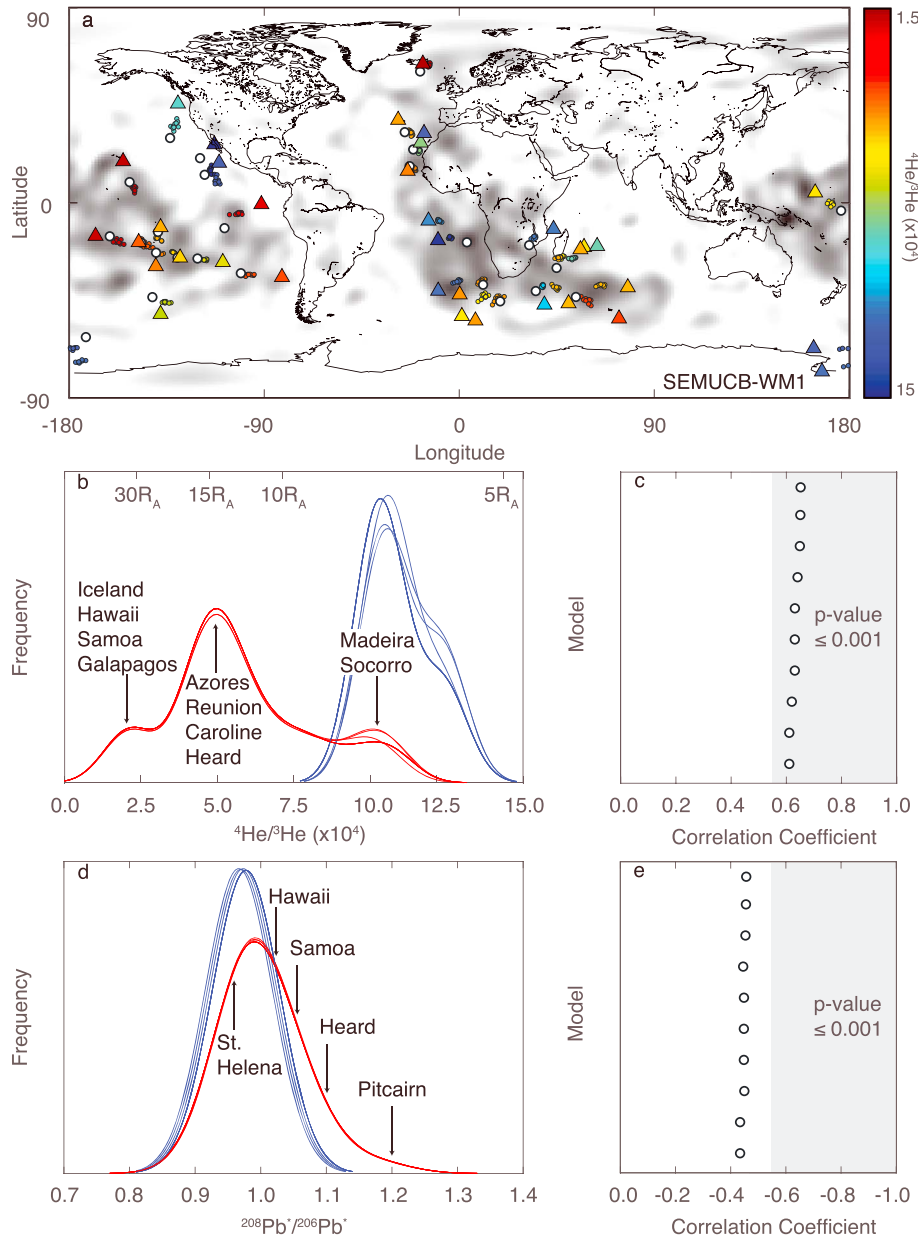 a
90
0
-90
Latitude
-180
-90
0
90
180
Longitude
SEMUCB-WM1
1.5
15
⁴He/³He (x10⁴)
b
30R_A
15R_A
10R_A
5R_A
Iceland
Hawaii
Samoa
Galapagos
Azores
Reunion
Caroline
Heard
Madeira
Socorro
Frequency
0.0
2.5
5.0
7.5
10.0
12.5
15.0
⁴He/³He (x10⁴)
c
Model
p-value
≤ 0.001
0.0
0.2
0.4
0.6
0.8
1.0
Correlation Coefficient
d
Hawaii
Samoa
Heard
Pitcairn
St.
Helena
Frequency
0.7
0.8
0.9
1.0
1.1
1.2
1.3
1.4
²⁰⁸Pb*/²⁰⁶Pb*
e
Model
p-value
≤ 0.001
0.0
-0.2
-0.4
-0.6
-0.8
-1.0
Correlation Coefficient